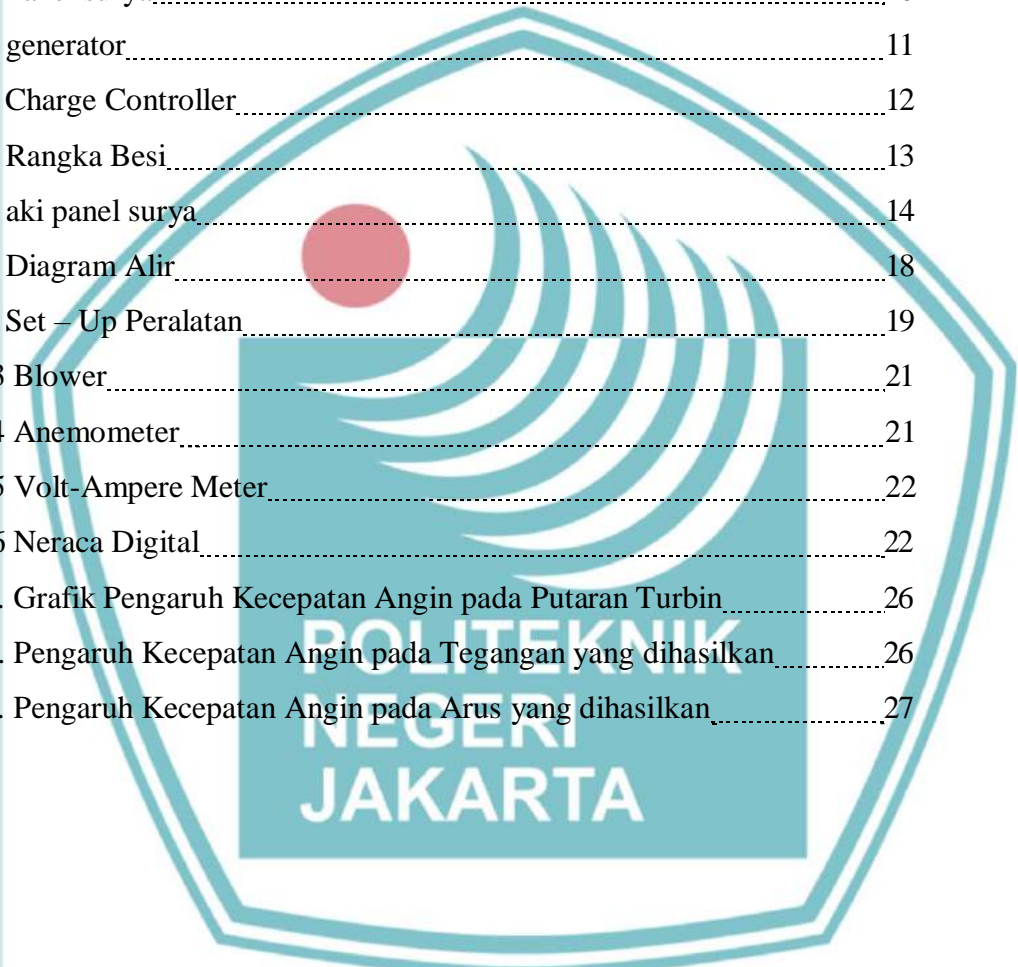 generator 11
Charge Controller 12
Rangka Besi 13
aki panel surya 14
Diagram Alir 18
Set – Up Peralatan 19
Blower 21
Anemometer 21
5 Volt-Ampere Meter 22
6 Neraca Digital 22
. Grafik Pengaruh Kecepatan Angin pada Putaran Turbin 26
. Pengaruh Kecepatan Angin pada Tegangan yang dihasilkan 26
. Pengaruh Kecepatan Angin pada Arus yang dihasilkan 27
POLITEKNIK
NEGERI
JAKARTA